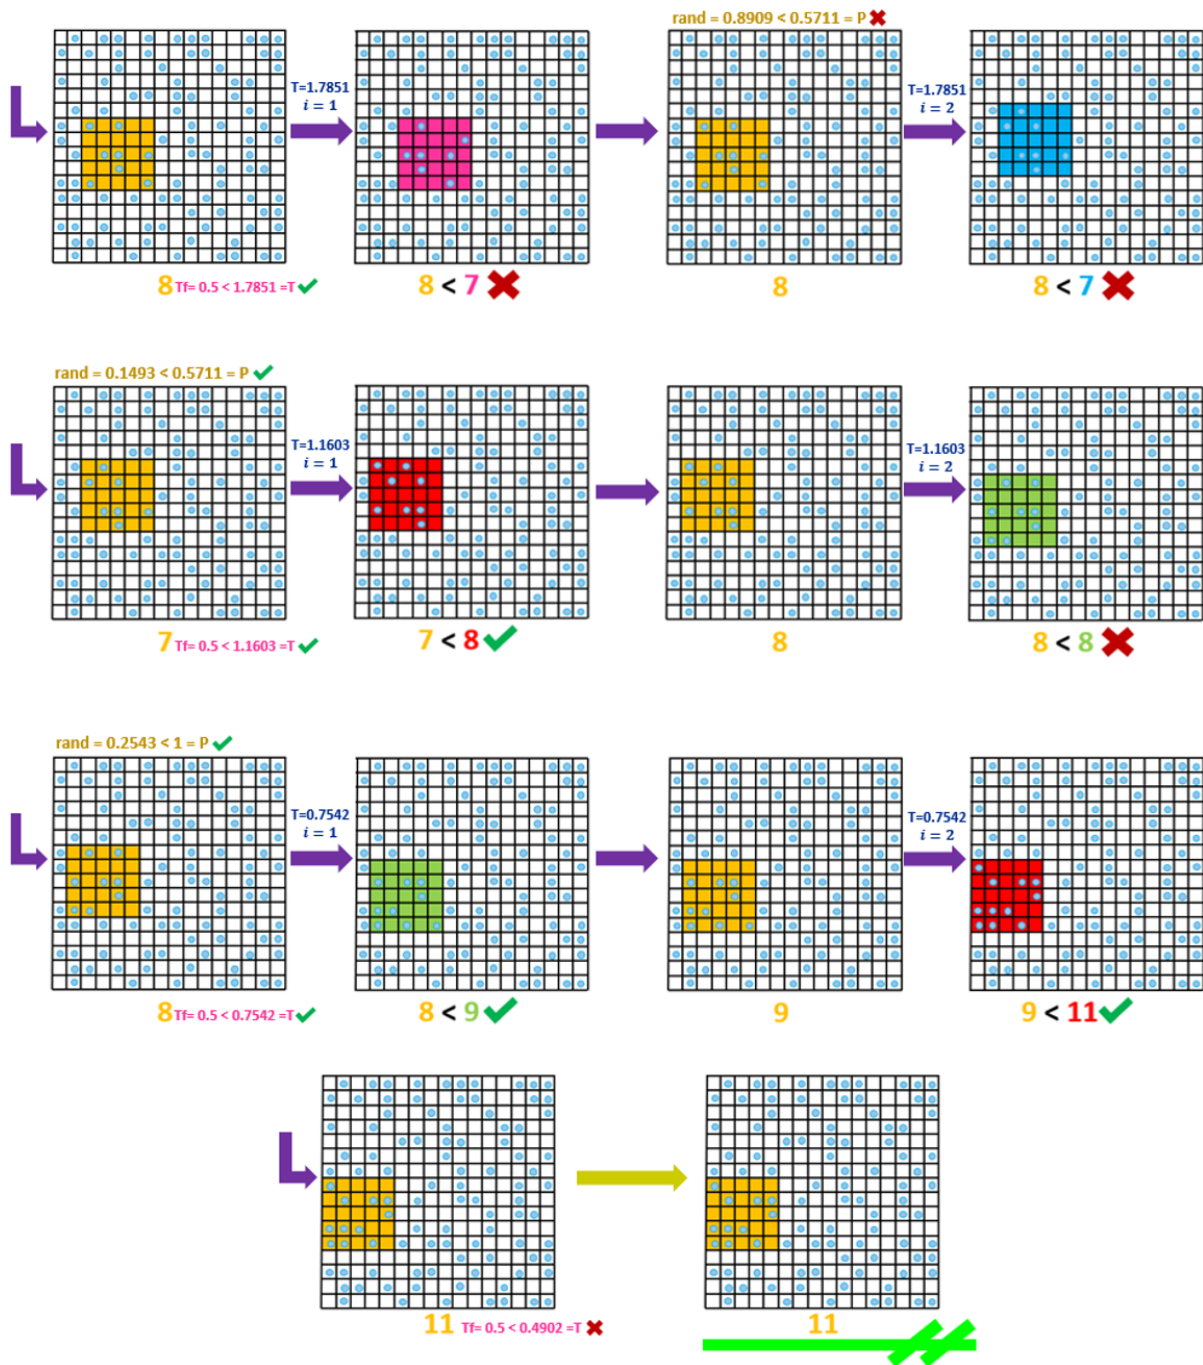 rand = 0.8909 < 0.5711 = P
T=1.7851
i = 1
T=1.7851
i = 2
8 Tf= 0.5 < 1.7851 =T
8 < 7
8
8 < 7
rand = 0.1493 < 0.5711 = P
T=1.1603
i = 1
T=1.1603
i = 2
7 Tf= 0.5 < 1.1603 =T
7 < 8
8
8 < 8
rand = 0.2543 < 1 = P
T=0.7542
i = 1
T=0.7542
i = 2
8 Tf= 0.5 < 0.7542 =T
8 < 9
9
9 < 11
11 Tf= 0.5 < 0.4902 =T
11